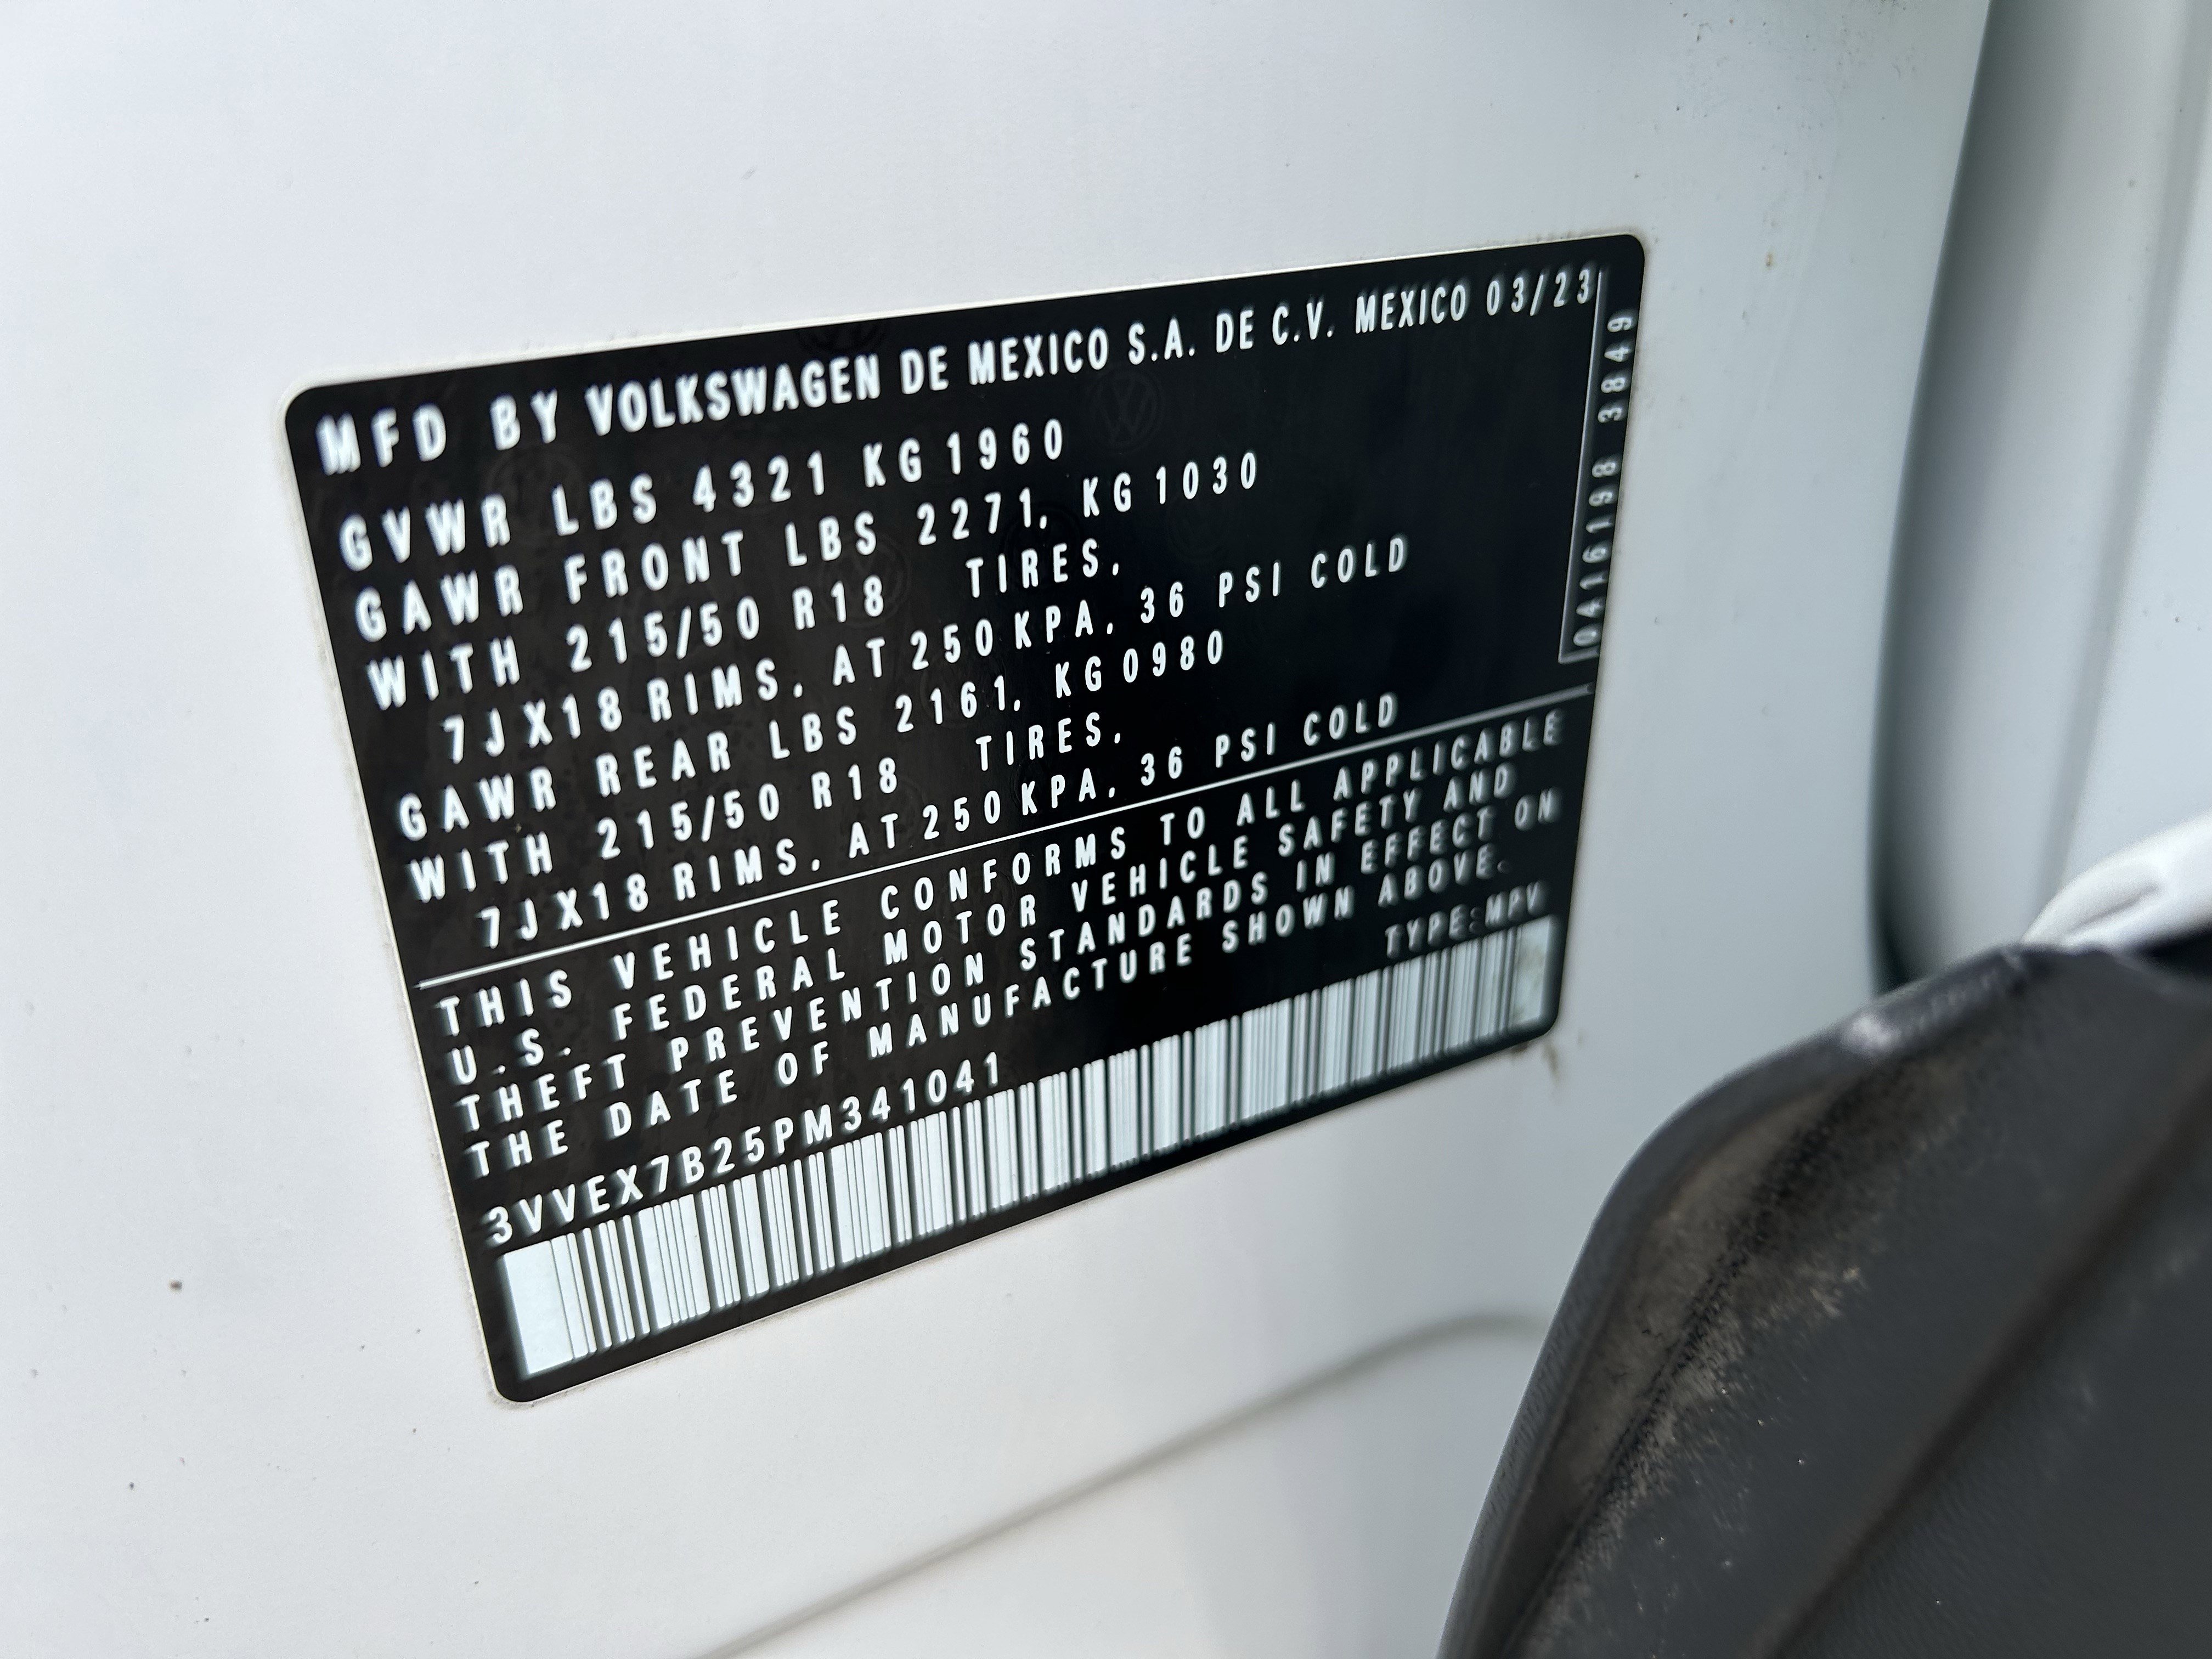 MFD BY VOLKSWAGEN DE MEXICO S.A. DE C.V. MEXICO 03/23
GVWR LBS 4321 KG 1960
GAWR FRONT LBS 2271, KG 1030
WITH 215/50 R18 TIRES,
7JX18 RIMS, AT 250 KPA, 36 PSI COLD
GAWR REAR LBS 2161, KG 0980
WITH 215/50 R18 TIRES,
7JX18 RIMS, AT 250 KPA, 36 PSI COLD
0416198 3849
THIS VEHICLE CONFORMS TO ALL APPLICABLE
U.S. FEDERAL MOTOR VEHICLE SAFETY AND
THEFT PREVENTION STANDARDS IN EFFECT ON
THE DATE OF MANUFACTURE SHOWN ABOVE.
3VVEX7B25PM341041 TYPE:MPV